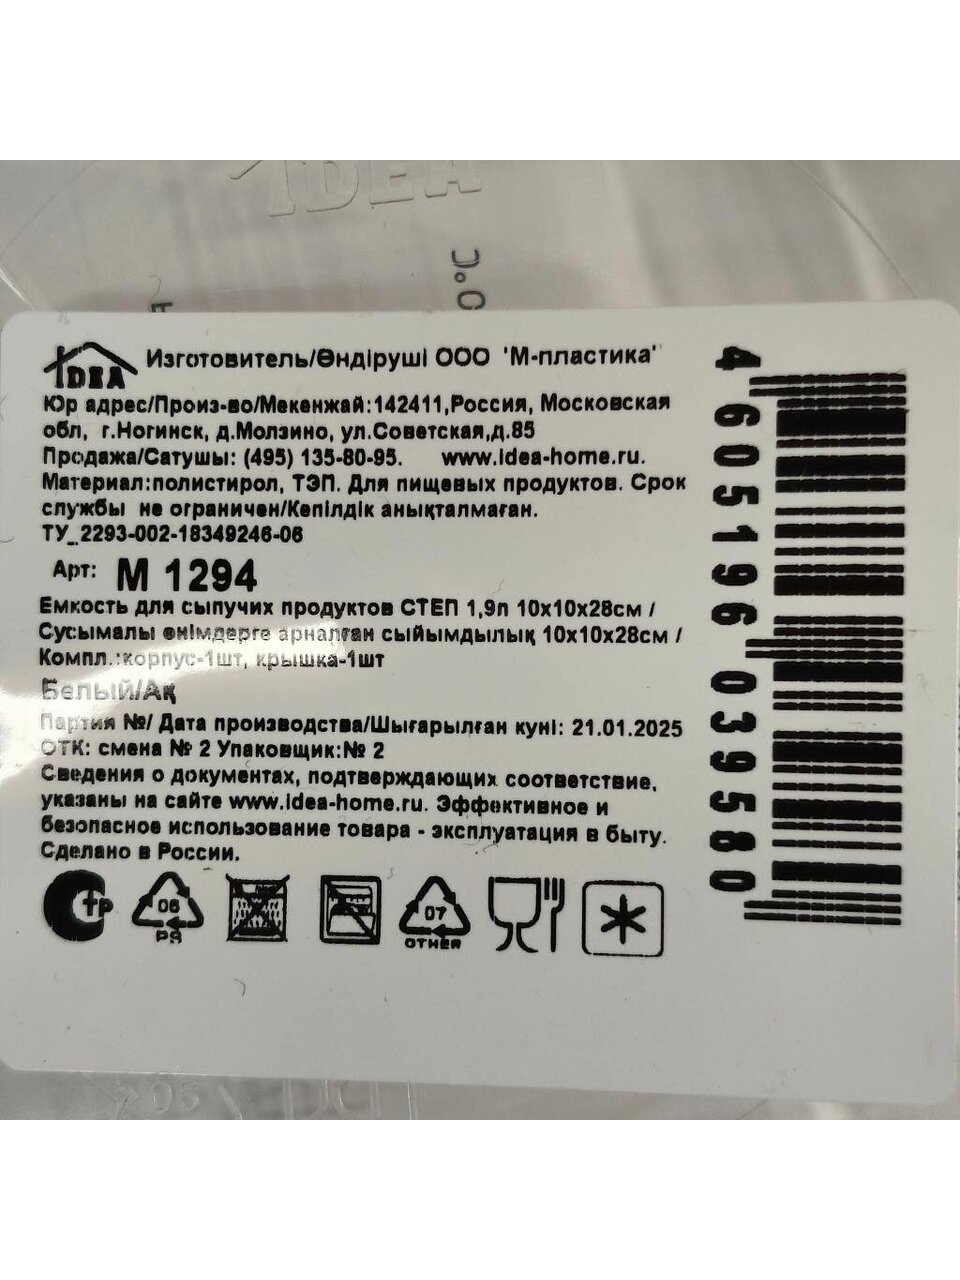 IDEA
0°C
IDEA
Изготовитель/Өндіруші ООО "М-пластика"
Юр адрес/Произ-во/Мекенжай:142411,Россия, Московская
обл, г.Ногинск, д.Молзино, ул.Советская,д.85
Продажа/Сатушы: (495) 135-80-95. www.idea-home.ru.
Материал:полистирол, ТЭП. Для пищевых продуктов. Срок
службы не ограничен/Кепілдік анықталмаған.
ТУ_2293-002-18349246-06
Арт: М 1294
Емкость для сыпучих продуктов СТЕП 1,9л 10х10х28см /
Сусымалы өнімдерге арналған сыйымдылық 10х10х28см /
Компл.:корпус-1шт, крышка-1шт
Белый/Ақ
Партия №/ Дата производства/Шығарылған куні: 21.01.2025
ОТК: смена № 2 Упаковщик:№ 2
Сведения о документах, подтверждающих соответствие,
указаны на сайте www.idea-home.ru. Эффективное и
безопасное использование товара - эксплуатация в быту.
Сделано в России.
06
PS
07
OTHER
4 605196 039580